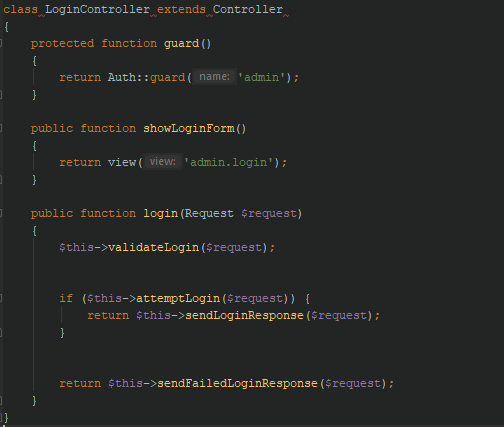 class LoginController extends Controller
{
protected function guard()
{
return Auth::guard( name: 'admin');
}
public function showLoginForm()
{
return view( view: 'admin.login');
}
public function login(Request $request)
{
$this->validateLogin($request);
if ($this->attemptLogin($request)) {
return $this->sendLoginResponse($request);
}
return $this->sendFailedLoginResponse($request);
}
}